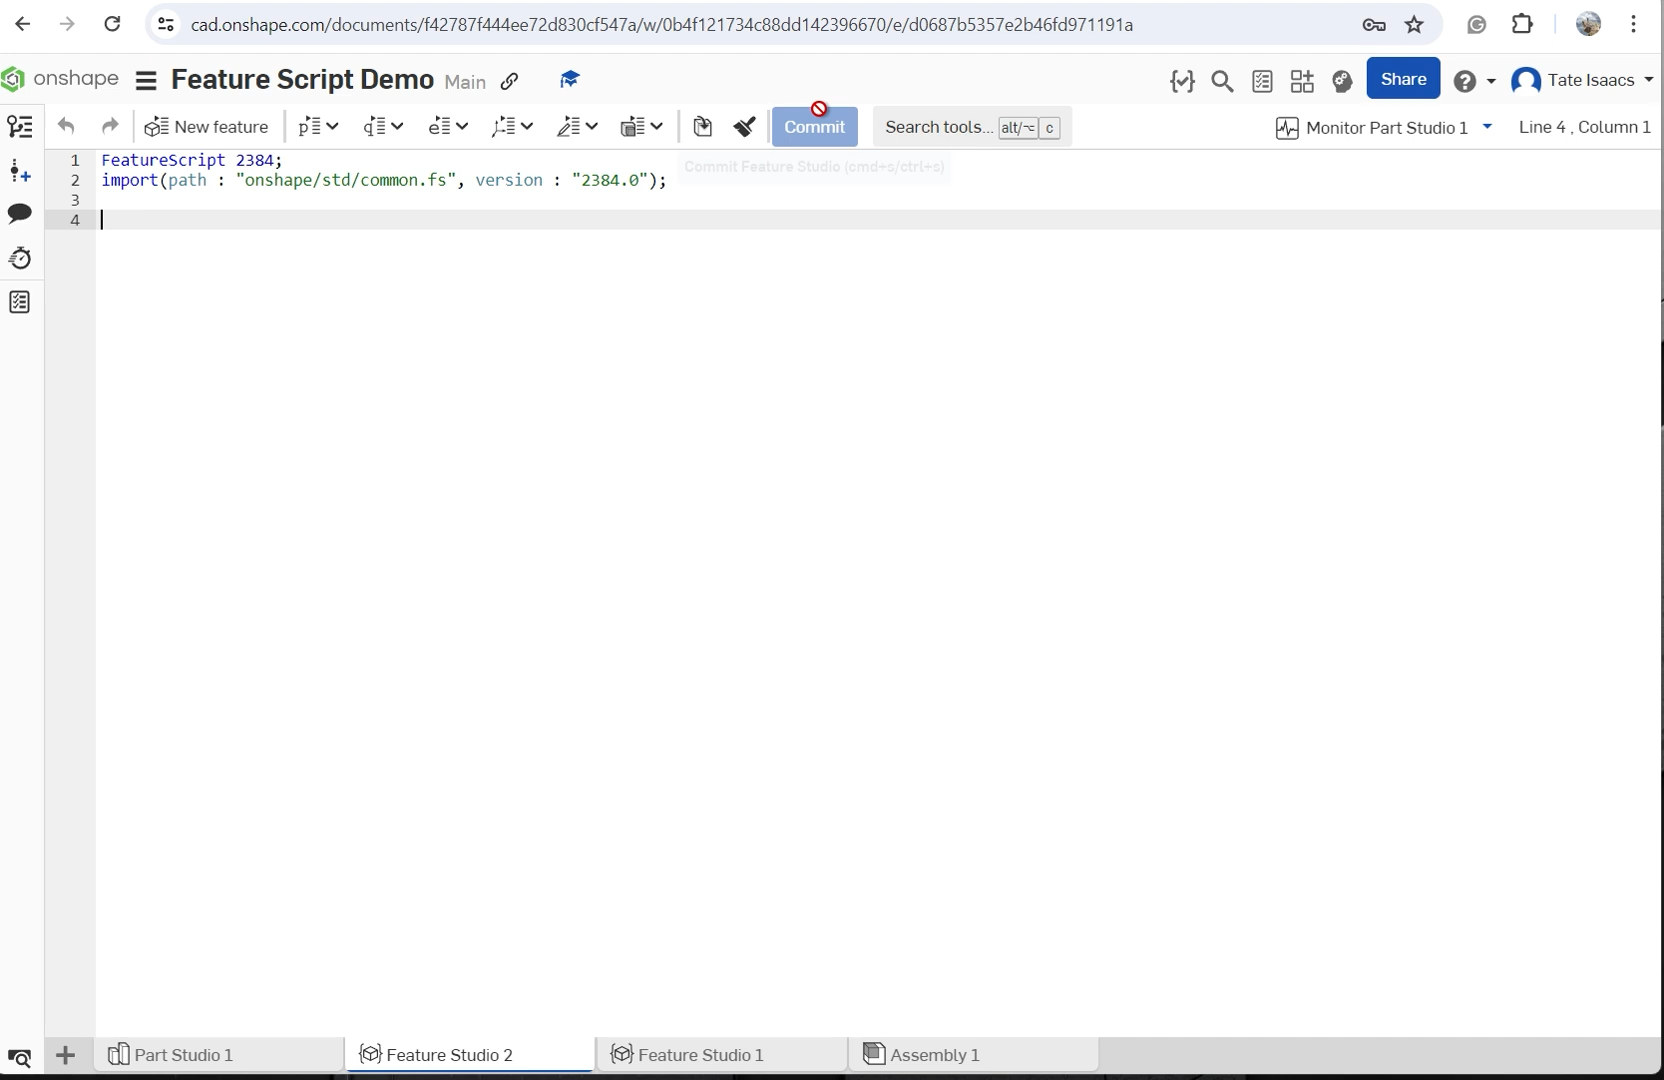 cad.onshape.com/documents/f42787f444ee72d830cf547a/w/0b4f121734c88dd142396670/e/d0687b5357e2b46fd971191a
onshape Feature Script Demo Main Share Tate Isaacs
New feature Commit Search tools... alt/⌥ c Monitor Part Studio 1 Line 4 , Column 1
Commit Feature Studio (cmd+s/ctrl+s)
1 FeatureScript 2384;
2 import(path : "onshape/std/common.fs", version : "2384.0");
3
4
Part Studio 1 Feature Studio 2 Feature Studio 1 Assembly 1